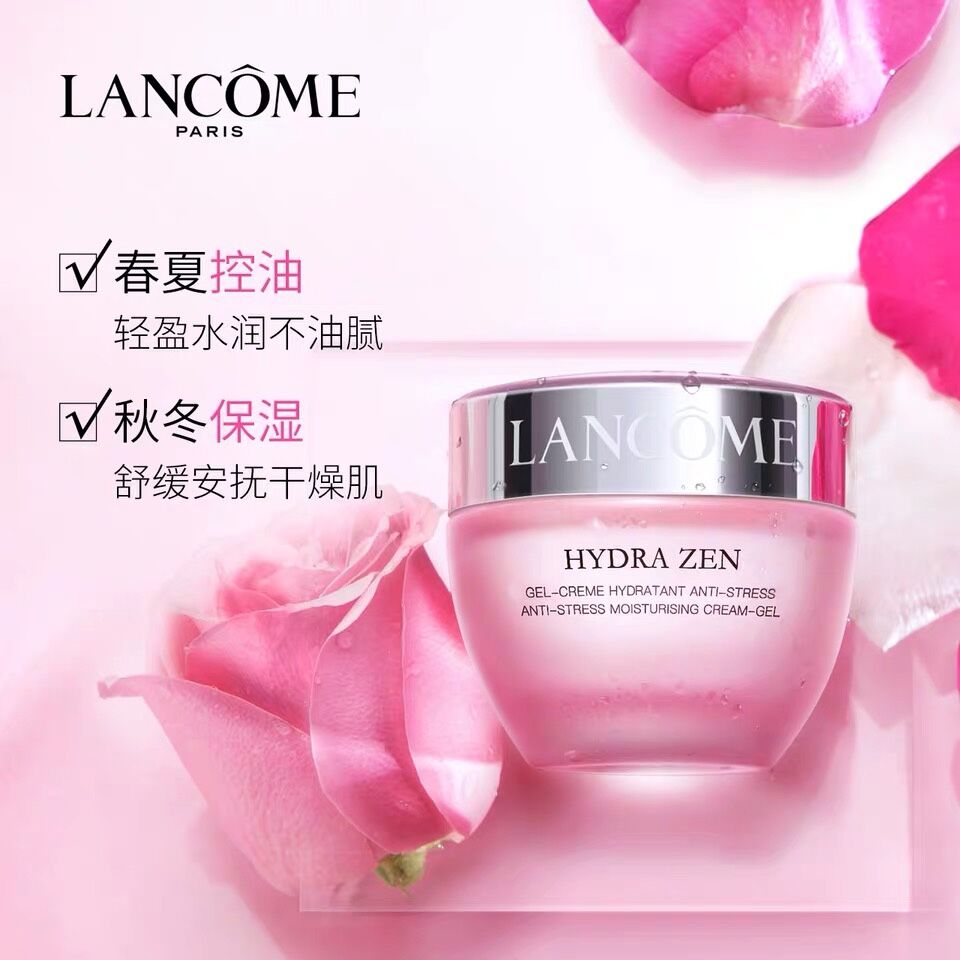 LANCÔME
PARIS
春夏控油
轻盈水润不油腻
秋冬保湿
舒缓安抚干燥肌
LANCÔME
HYDRA ZEN
GEL-CREME HYDRATANT ANTI-STRESS
ANTI-STRESS MOISTURISING CREAM-GEL